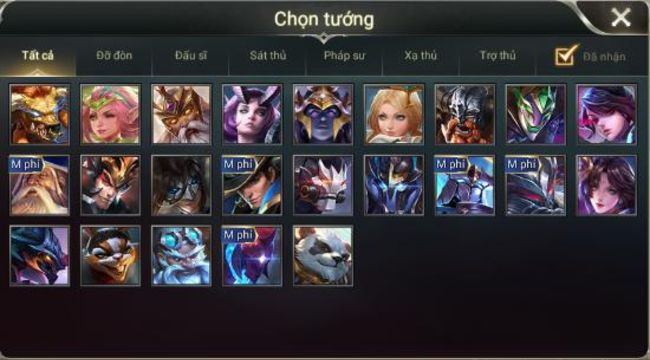 Chọn tướng
Tất cả Đỡ đòn Đấu sĩ Sát thủ Pháp sư Xạ thủ Trợ thủ Đã nhận
M phí M phí M phí M phí
M phí